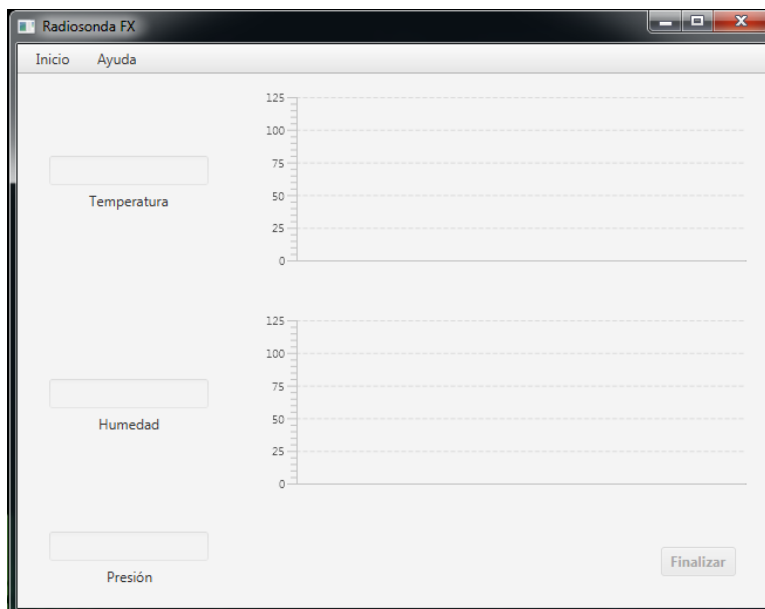 Radiosonda FX
Inicio Ayuda
125
100
75
50
25
0
Temperatura
125
100
75
50
25
0
Humedad
Presión
Finalizar